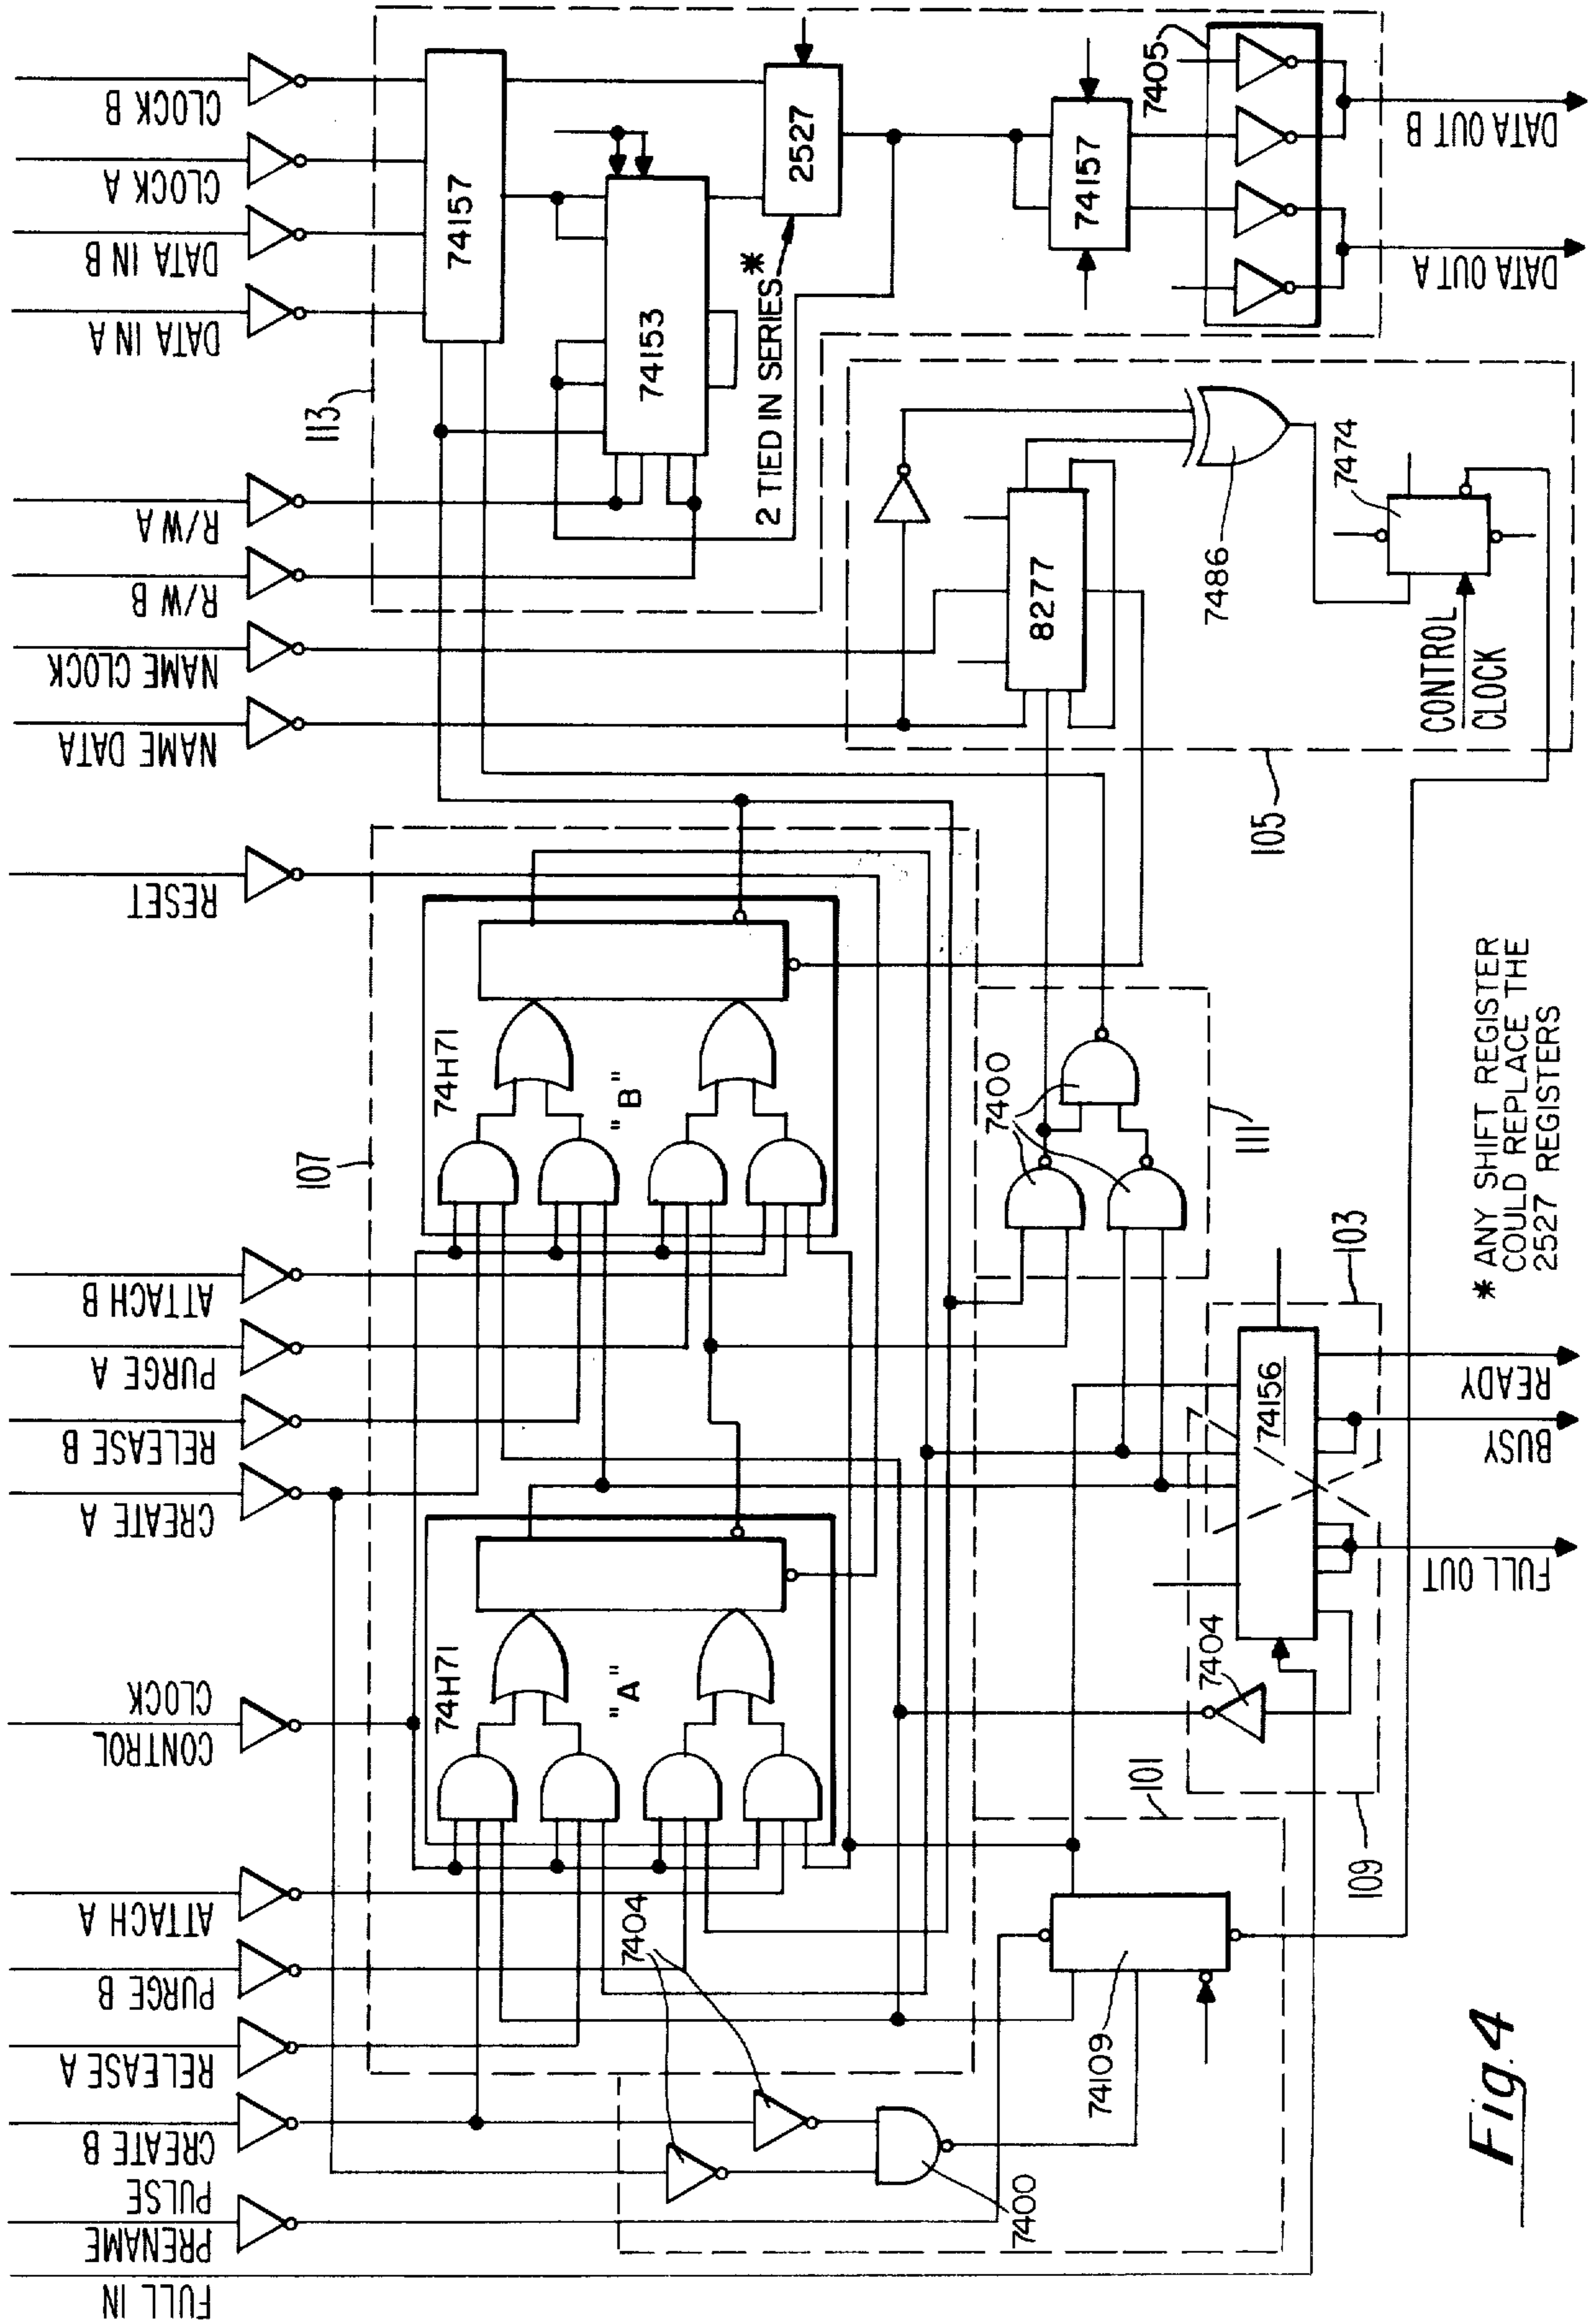 FULL IN
PRENAME
PULSE
CREATE B
RELEASE A
PURGE B
ATTACH A
CONTROL
CLOCK
CREATE A
RELEASE B
PURGE A
ATTACH B
RESET
NAME DATA
NAME CLOCK
R/W B
R/W A
DATA IN A
DATA IN B
CLOCK A
CLOCK B
107
113
74H71
"A"
74H71
"B"
74157
74153
2 TIED IN SERIES*
2527
74157
7405
7404
7400
74109
101
109
7404
74156
103
7400
111
105
8277
7486
7474
CONTROL
CLOCK
FULL OUT
BUSY
READY
DATA OUT A
DATA OUT B
* ANY SHIFT REGISTER
COULD REPLACE THE
2527 REGISTERS
Fig. 4